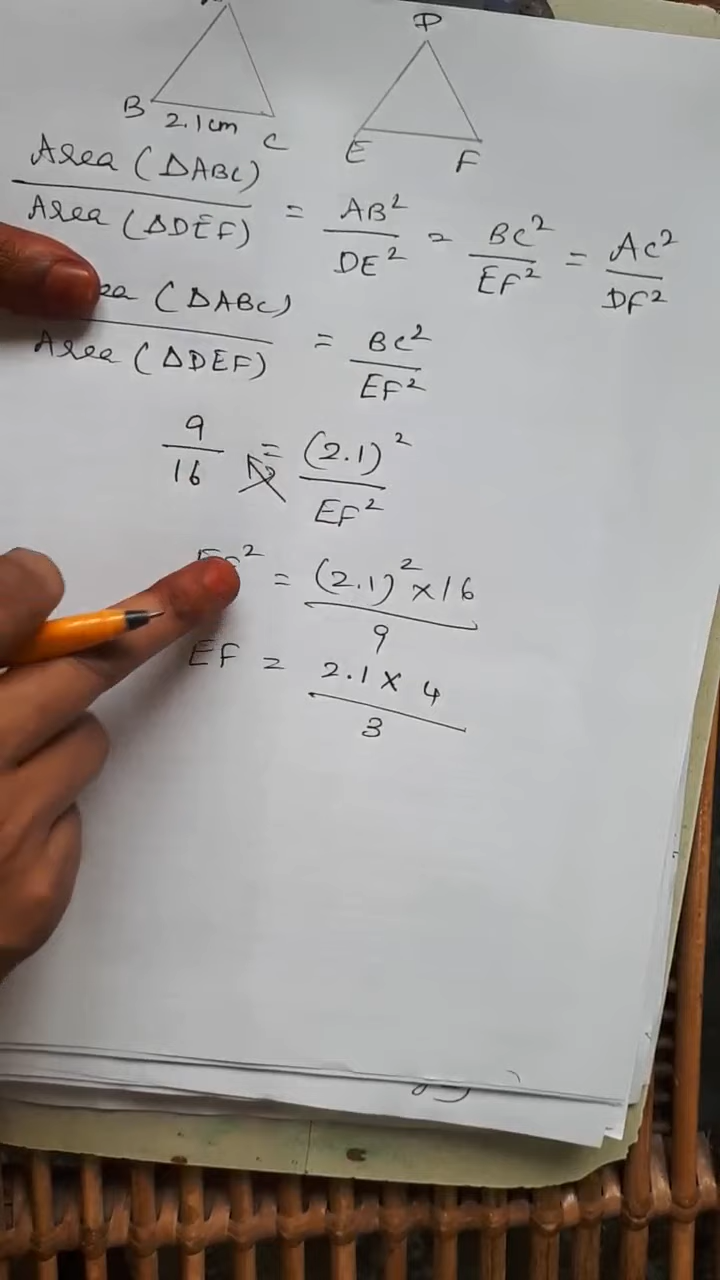 D
B 2.1cm C
E F
Area (ΔABC) / Area (ΔDEF) = AB² / DE² = BC² / EF² = AC² / DF²
(ΔABC) / Area (ΔDEF) = BC² / EF²
9 / 16 = (2.1)² / EF²
² = (2.1)² × 16 / 9
EF = 2.1 × 4 / 3